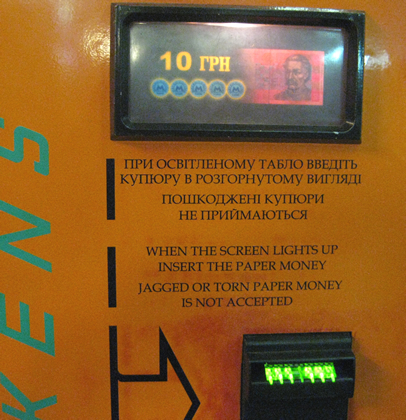 10 ГРН
ПРИ ОСВІТЛЕНОМУ ТАБЛО ВВЕДІТЬ
КУПЮРУ В РОЗГОРНУТОМУ ВИГЛЯДІ
ПОШКОДЖЕНІ КУПЮРИ
НЕ ПРИЙМАЮТЬСЯ
WHEN THE SCREEN LIGHTS UP
INSERT THE PAPER MONEY
JAGGED OR TORN PAPER MONEY
IS NOT ACCEPTED
KENS